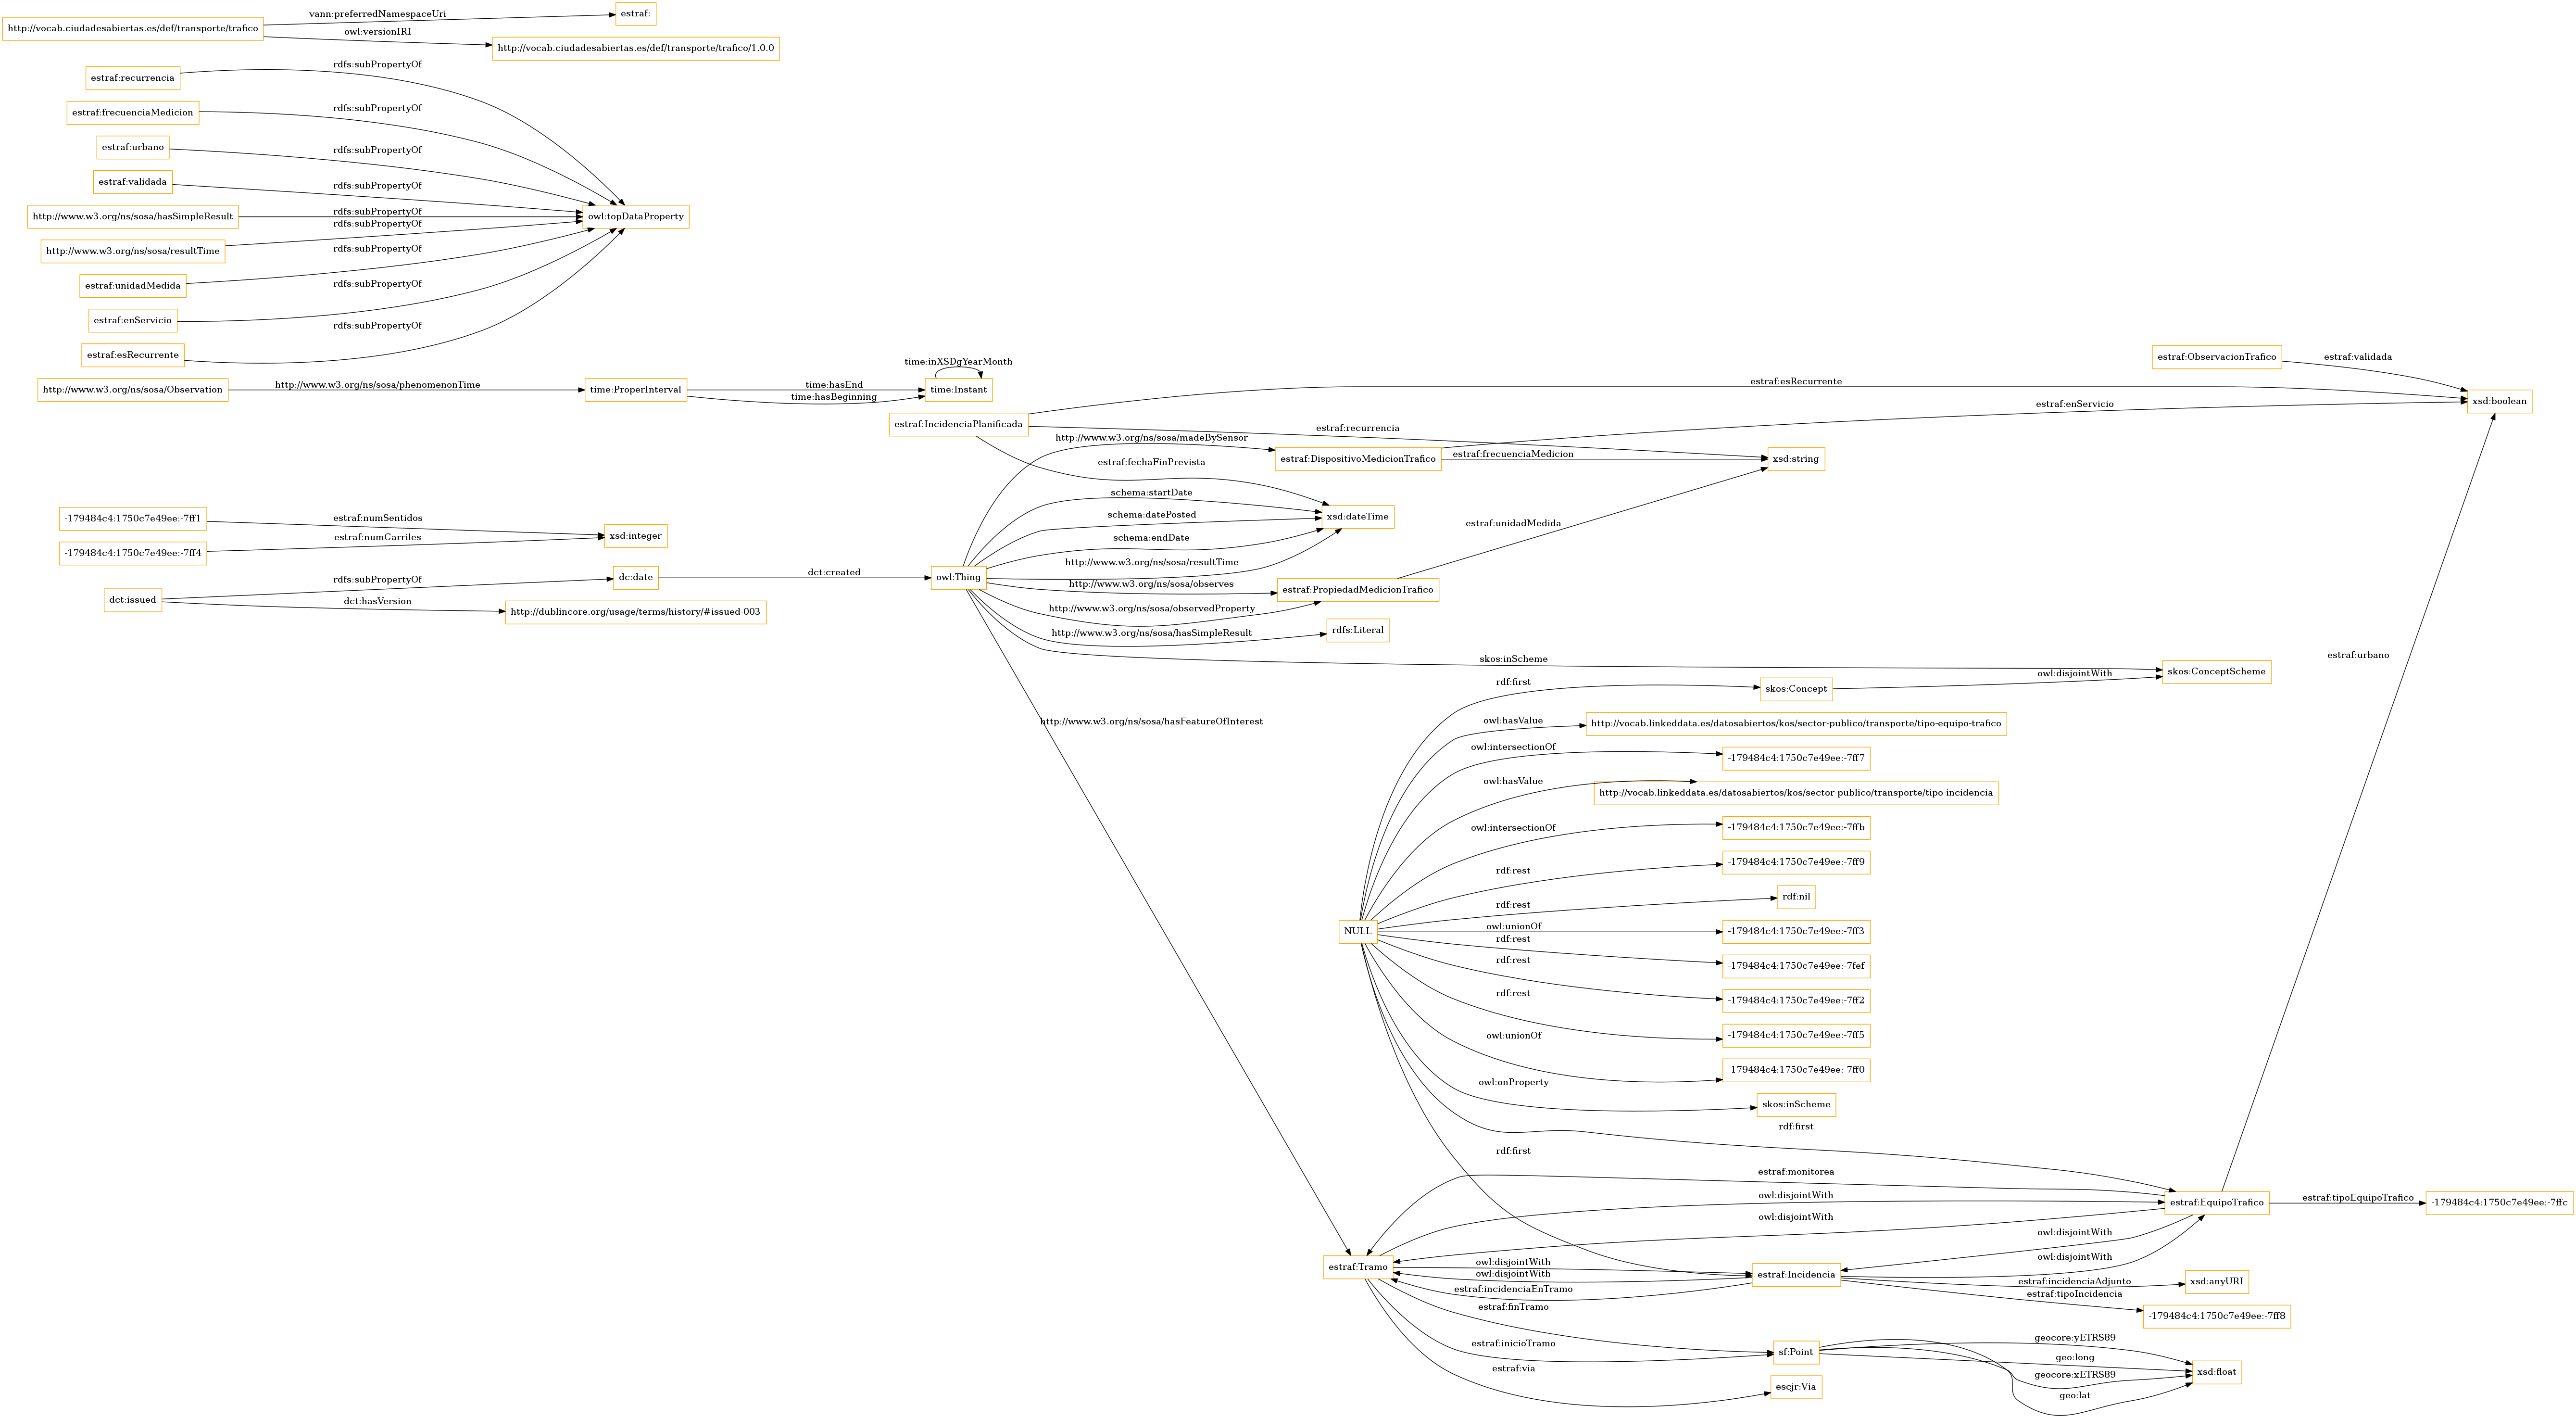 vann:preferredNamespaceUri
estraf:
http://vocab.ciudadesabiertas.es/def/transporte/trafico
owl:versionIRI
http://vocab.ciudadesabiertas.es/def/transporte/trafico/1.0.0
estraf:recurrencia
rdfs:subPropertyOf
estraf:frecuenciaMedicion
rdfs:subPropertyOf
estraf:urbano
rdfs:subPropertyOf
estraf:validada
rdfs:subPropertyOf
http://www.w3.org/ns/sosa/hasSimpleResult
rdfs:subPropertyOf
owl:topDataProperty
http://www.w3.org/ns/sosa/resultTime
rdfs:subPropertyOf
estraf:unidadMedida
rdfs:subPropertyOf
estraf:enServicio
rdfs:subPropertyOf
estraf:esRecurrente
rdfs:subPropertyOf
http://www.w3.org/ns/sosa/Observation
http://www.w3.org/ns/sosa/phenomenonTime
time:ProperInterval
time:hasEnd
time:hasBeginning
time:inXSDgYearMonth
time:Instant
estraf:ObservacionTrafico
estraf:validada
xsd:boolean
estraf:IncidenciaPlanificada
estraf:esRecurrente
estraf:recurrencia
estraf:fechaFinPrevista
estraf:enServicio
http://www.w3.org/ns/sosa/madeBySensor
estraf:DispositivoMedicionTrafico
estraf:frecuenciaMedicion
xsd:string
-179484c4:1750c7e49ee:-7ff1
estraf:numSentidos
xsd:integer
-179484c4:1750c7e49ee:-7ff4
estraf:numCarriles
schema:startDate
schema:datePosted
xsd:dateTime
schema:endDate
http://www.w3.org/ns/sosa/resultTime
estraf:unidadMedida
dct:issued
rdfs:subPropertyOf
dc:date
dct:created
owl:Thing
dct:hasVersion
http://dublincore.org/usage/terms/history/#issued-003
http://www.w3.org/ns/sosa/observes
estraf:PropiedadMedicionTrafico
http://www.w3.org/ns/sosa/observedProperty
http://www.w3.org/ns/sosa/hasSimpleResult
rdfs:Literal
skos:inScheme
skos:ConceptScheme
http://www.w3.org/ns/sosa/hasFeatureOfInterest
rdf:first
skos:Concept
owl:disjointWith
estraf:urbano
owl:hasValue
http://vocab.linkeddata.es/datosabiertos/kos/sector-publico/transporte/tipo-equipo-trafico
owl:intersectionOf
-179484c4:1750c7e49ee:-7ff7
owl:hasValue
http://vocab.linkeddata.es/datosabiertos/kos/sector-publico/transporte/tipo-incidencia
owl:intersectionOf
-179484c4:1750c7e49ee:-7ffb
rdf:rest
-179484c4:1750c7e49ee:-7ff9
rdf:rest
rdf:nil
NULL
owl:unionOf
-179484c4:1750c7e49ee:-7ff3
rdf:rest
-179484c4:1750c7e49ee:-7fef
rdf:rest
-179484c4:1750c7e49ee:-7ff2
rdf:rest
-179484c4:1750c7e49ee:-7ff5
owl:unionOf
-179484c4:1750c7e49ee:-7ff0
owl:onProperty
skos:inScheme
rdf:first
rdf:first
estraf:monitorea
owl:disjointWith
estraf:EquipoTrafico
estraf:tipoEquipoTrafico
-179484c4:1750c7e49ee:-7ffc
owl:disjointWith
owl:disjointWith
owl:disjointWith
estraf:Tramo
owl:disjointWith
owl:disjointWith
estraf:incidenciaEnTramo
estraf:Incidencia
estraf:incidenciaAdjunto
xsd:anyURI
estraf:tipoIncidencia
-179484c4:1750c7e49ee:-7ff8
estraf:finTramo
estraf:inicioTramo
sf:Point
estraf:via
escjr:Via
geocore:yETRS89
geo:long
geocore:xETRS89
geo:lat
xsd:float